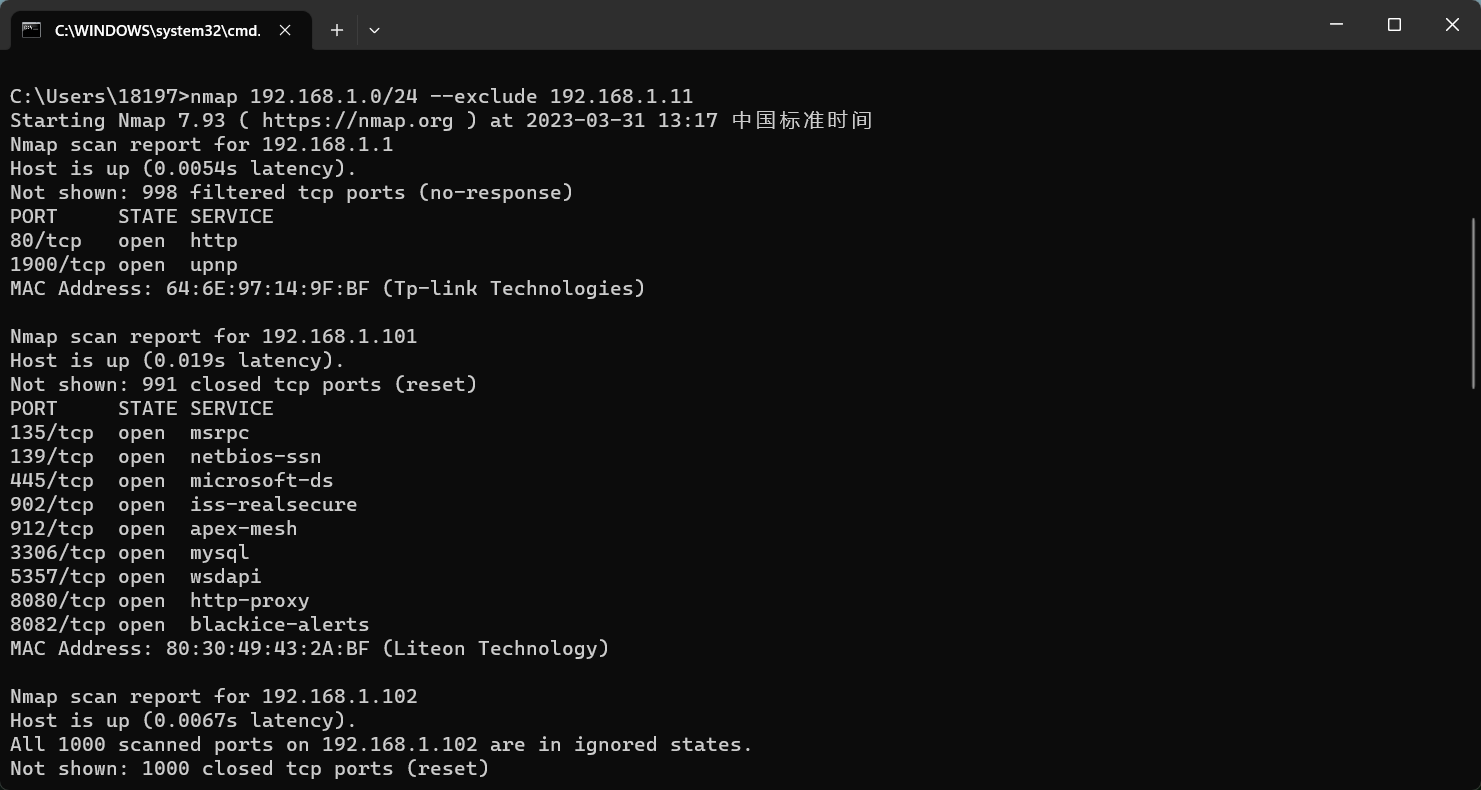 C:\WINDOWS\system32\cmd.
C:\Users\18197>nmap 192.168.1.0/24 --exclude 192.168.1.11
Starting Nmap 7.93 ( https://nmap.org ) at 2023-03-31 13:17 中国标准时间
Nmap scan report for 192.168.1.1
Host is up (0.0054s latency).
Not shown: 998 filtered tcp ports (no-response)
PORT     STATE SERVICE
80/tcp   open  http
1900/tcp open  upnp
MAC Address: 64:6E:97:14:9F:BF (Tp-link Technologies)
Nmap scan report for 192.168.1.101
Host is up (0.019s latency).
Not shown: 991 closed tcp ports (reset)
PORT     STATE SERVICE
135/tcp  open  msrpc
139/tcp  open  netbios-ssn
445/tcp  open  microsoft-ds
902/tcp  open  iss-realsecure
912/tcp  open  apex-mesh
3306/tcp open  mysql
5357/tcp open  wsdapi
8080/tcp open  http-proxy
8082/tcp open  blackice-alerts
MAC Address: 80:30:49:43:2A:BF (Liteon Technology)
Nmap scan report for 192.168.1.102
Host is up (0.0067s latency).
All 1000 scanned ports on 192.168.1.102 are in ignored states.
Not shown: 1000 closed tcp ports (reset)